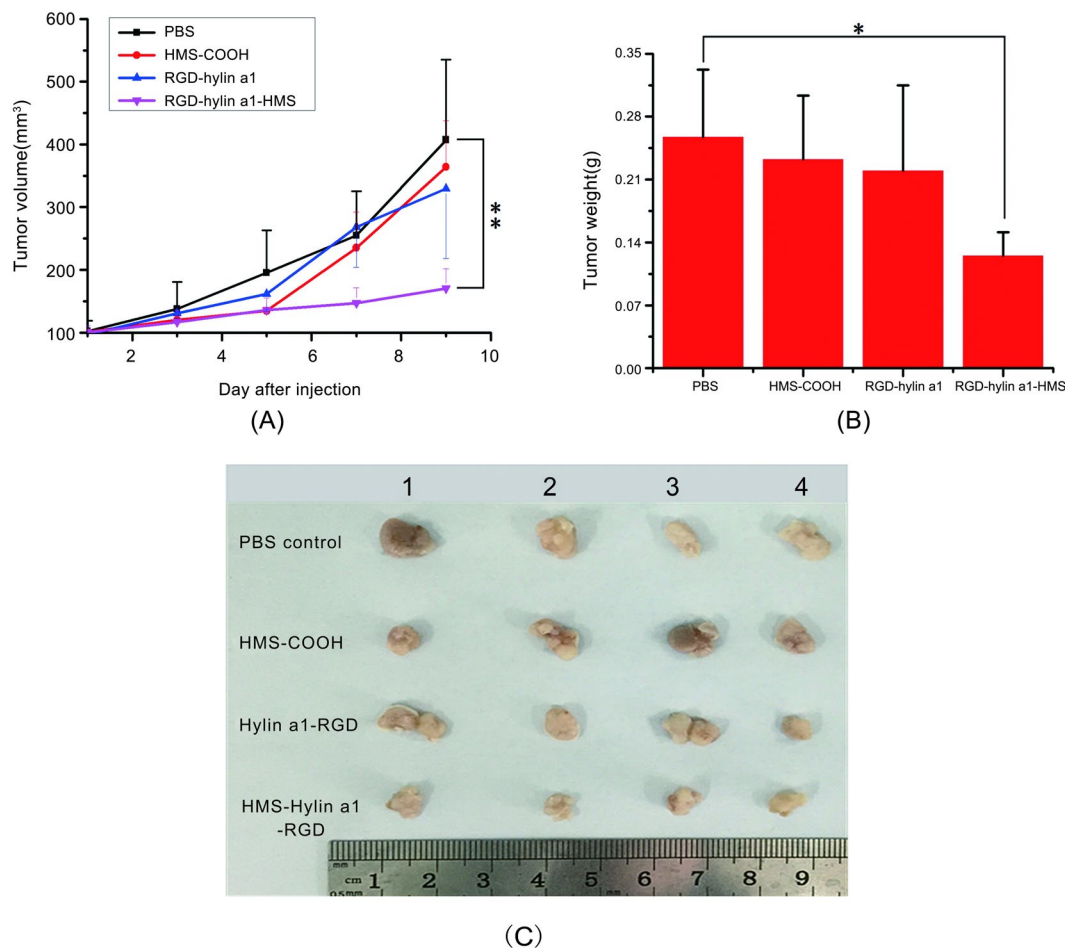 600
500
400
300
200
100
Tumor volume(mm³)
PBS
HMS-COOH
RGD-hylin a1
RGD-hylin a1-HMS
**
2 4 6 8 10
Day after injection
(A)
0.35
0.28
0.21
0.14
0.07
0.00
Tumor weight(g)
*
PBS HMS-COOH RGD-hylin a1 RGD-hylin a1-HMS
(B)
1 2 3 4
PBS control
HMS-COOH
Hylin a1-RGD
HMS-Hylin a1
-RGD
mm
cm 1 2 3 4 5 6 7 8 9
0.5mm
(C)